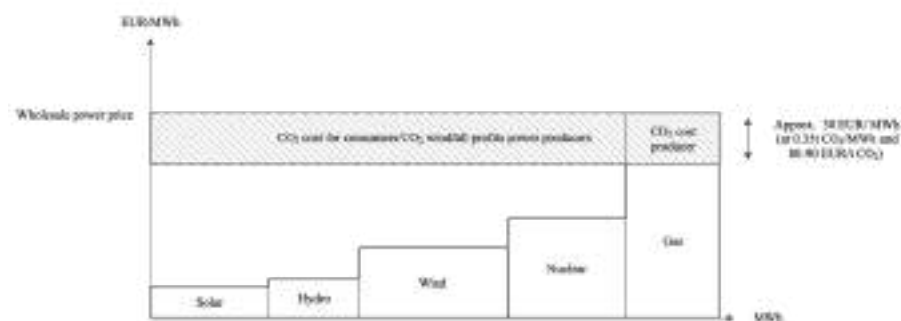 EUR/MWh
Wholesale power price
CO₂ cost for consumers/CO₂ windfall profits power producers
CO₂ cost
producer
Approx. 30 EUR/ MWh
(at 0.35t CO₂/MWh and
80-90 EUR/t CO₂)
Gas
Nuclear
Wind
Hydro
Solar
MWh